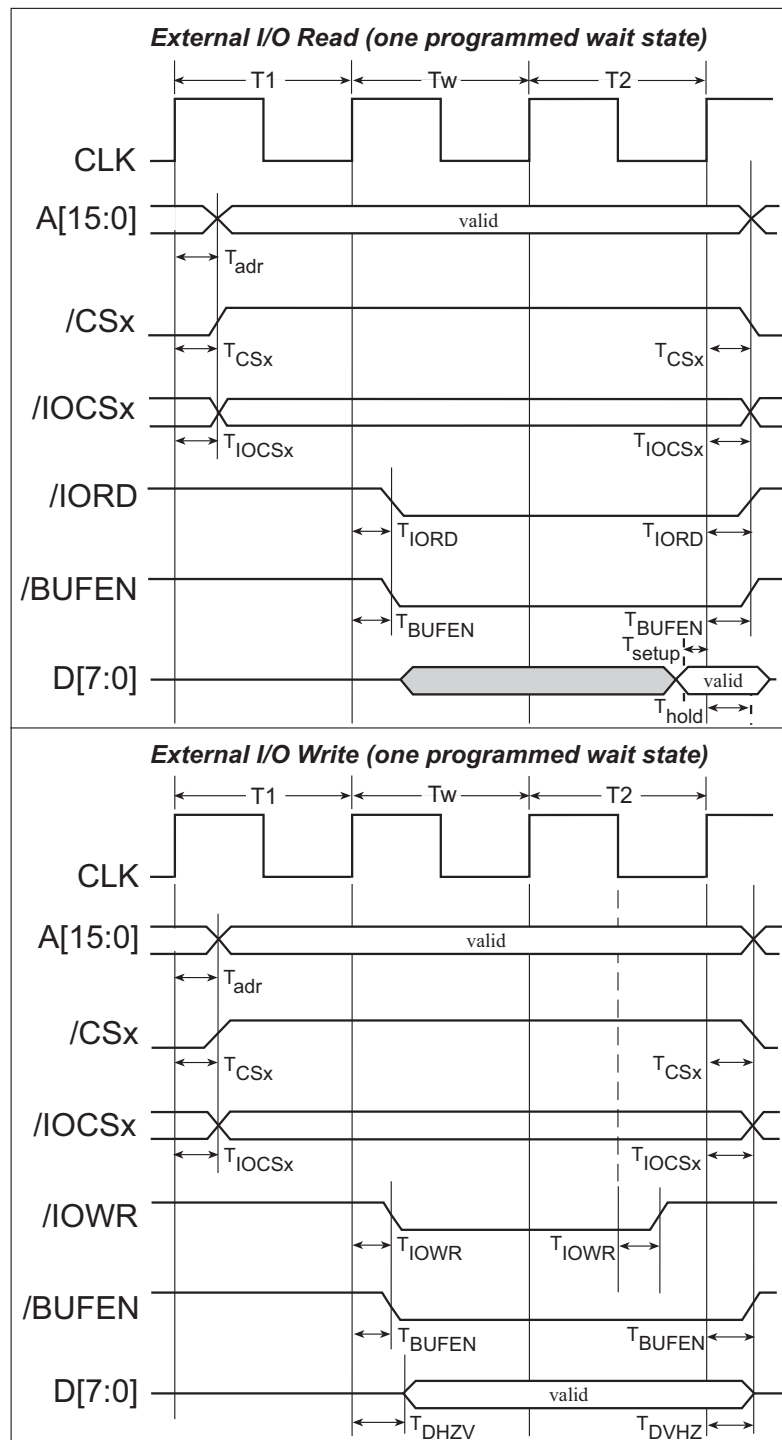 External I/O Read (one programmed wait state)
T1 Tw T2
CLK
A[15:0] valid
Tadr
/CSx
TCSx TCSx
/IOCSx
TIOCSx TIOCSx
/IORD
TIORD TIORD
/BUFEN
TBUFEN TBUFEN
Tsetup
D[7:0] valid
Thold
External I/O Write (one programmed wait state)
T1 Tw T2
CLK
A[15:0] valid
Tadr
/CSx
TCSx TCSx
/IOCSx
TIOCSx TIOCSx
/IOWR
TIOWR TIOWR
/BUFEN
TBUFEN TBUFEN
D[7:0] valid
TDHZV TDVHZ